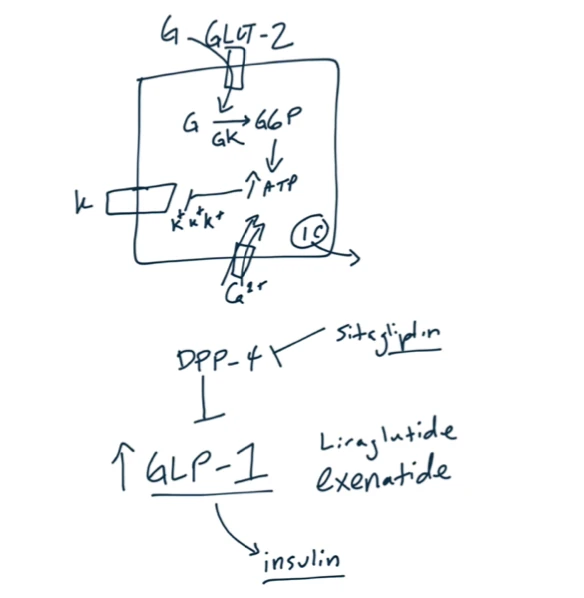 G GLUT-2
G → G6P
GK
↑ATP
K
K+ K+ K+
IC
Ca2+
Sitagliptin
DPP-4
↑ GLP-1
Liraglutide
exenatide
insulin